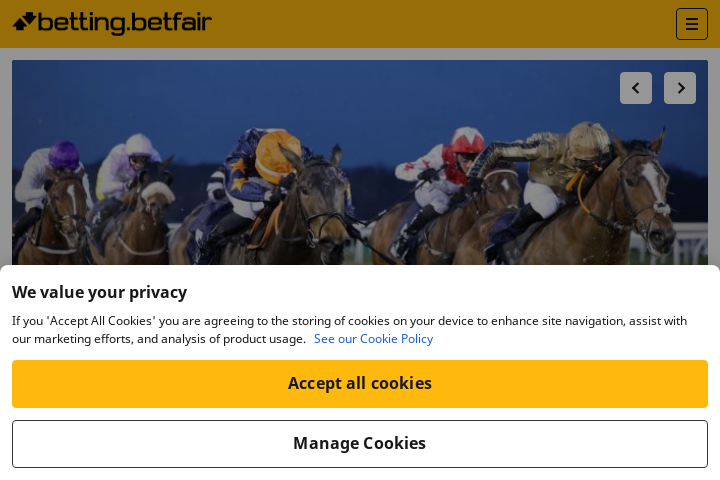 betting.betfair
We value your privacy
If you 'Accept All Cookies' you are agreeing to the storing of cookies on your device to enhance site navigation, assist with
our marketing efforts, and analysis of product usage. See our Cookie Policy
Accept all cookies
Manage Cookies